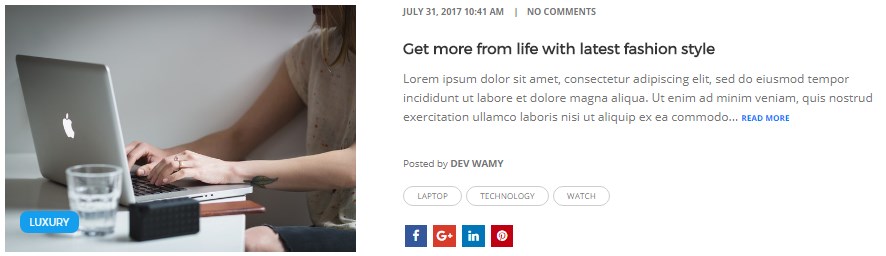 JULY 31, 2017 10:41 AM | NO COMMENTS
Get more from life with latest fashion style
Lorem ipsum dolor sit amet, consectetur adipiscing elit, sed do eiusmod tempor
incididunt ut labore et dolore magna aliqua. Ut enim ad minim veniam, quis nostrud
exercitation ullamco laboris nisi ut aliquip ex ea commodo... READ MORE
Posted by DEV WAMY
LAPTOP TECHNOLOGY WATCH
LUXURY
f G+ in